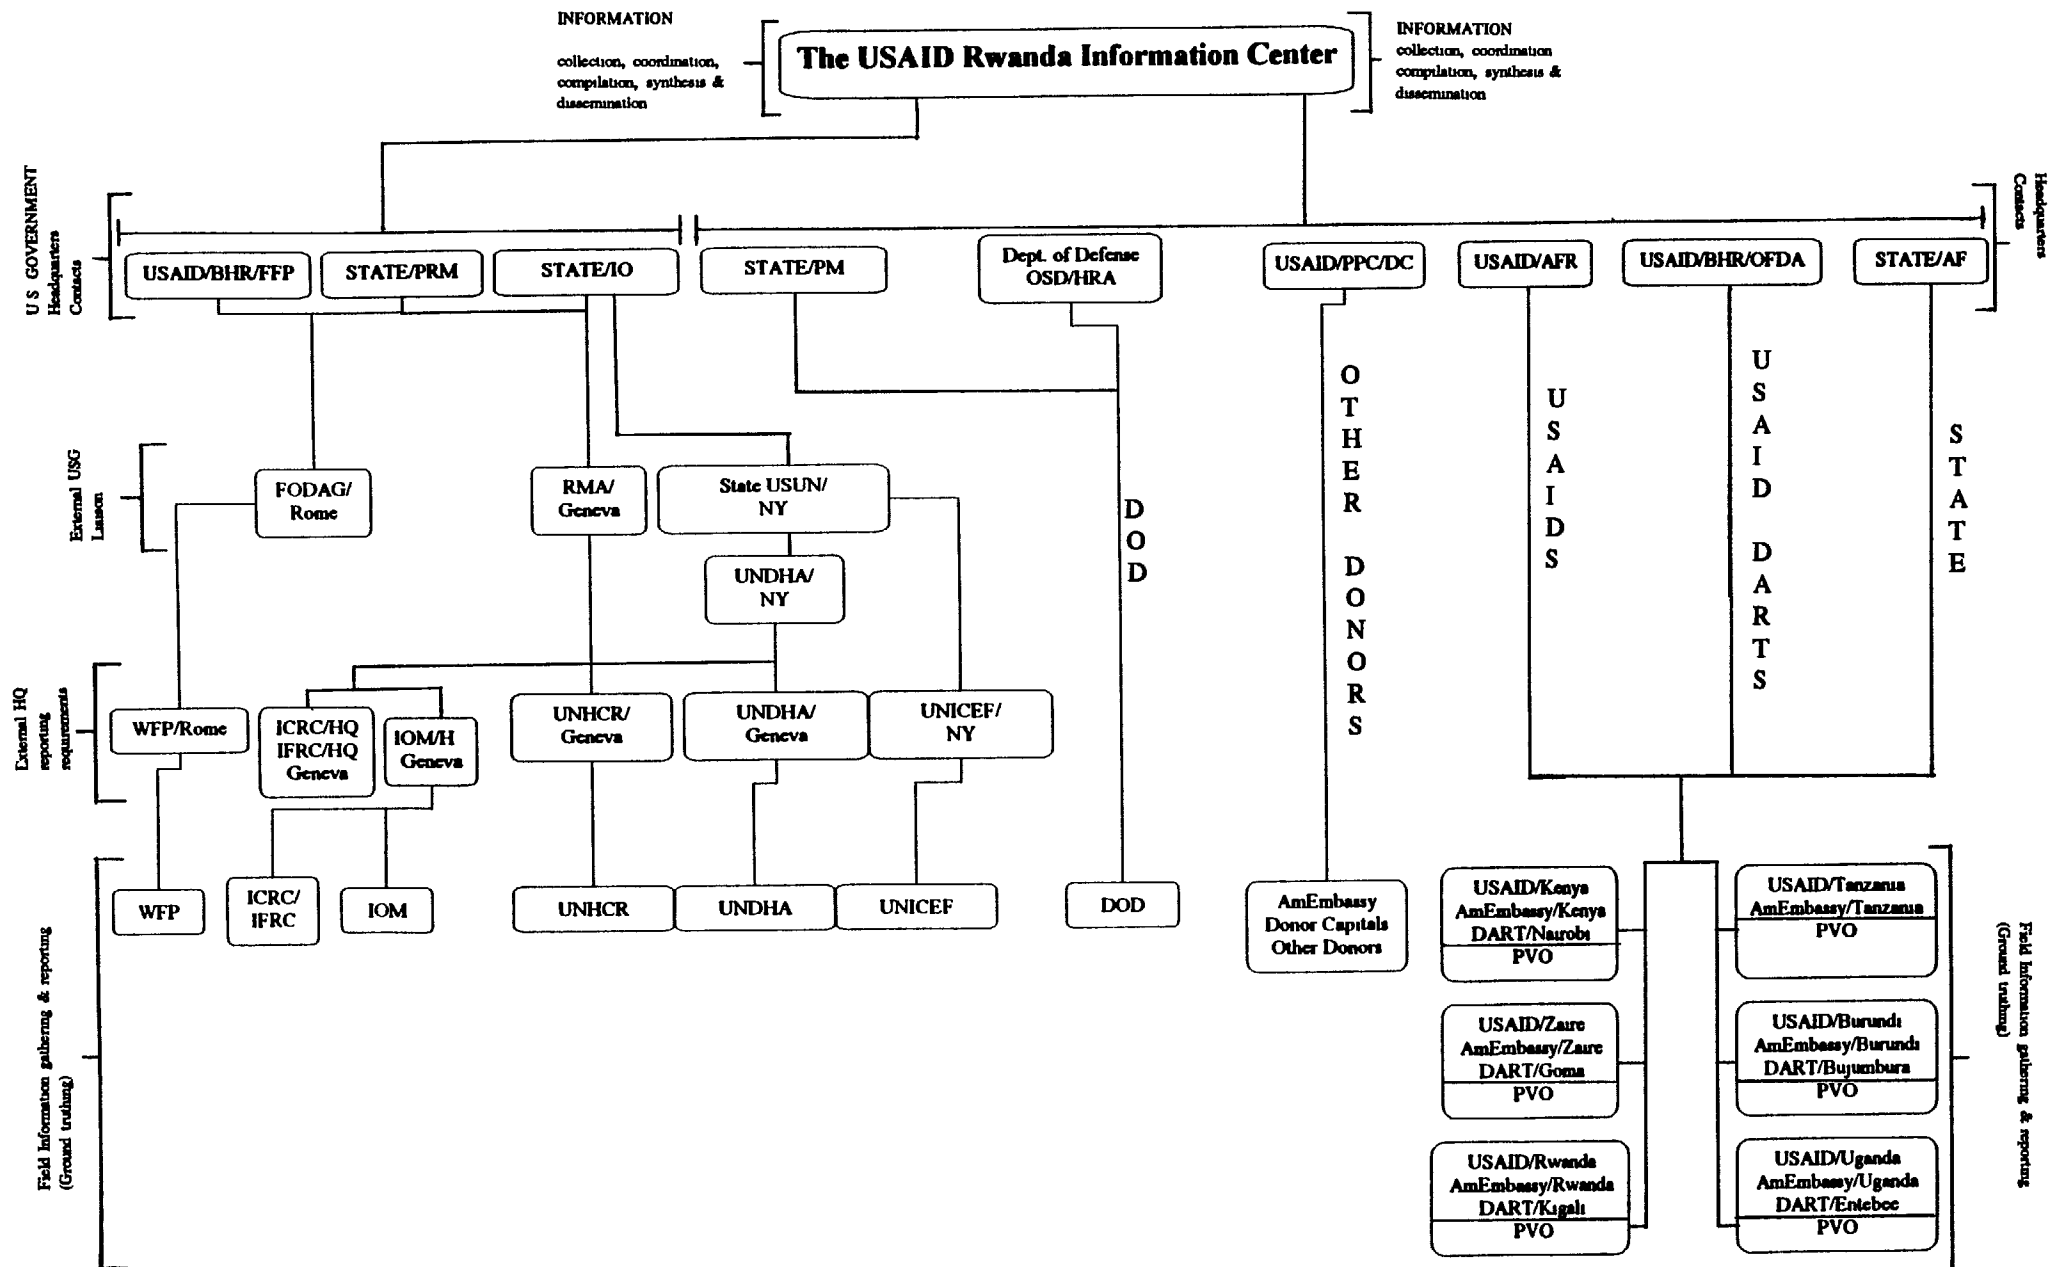 INFORMATION
collection, coordination,
compilation, synthesis &
dissemination
The USAID Rwanda Information Center
INFORMATION
collection, coordination
compilation, synthesis &
dissemination
U S GOVERNMENT
Headquarters
Contacts
Headquarters
Contacts
USAID/BHR/FFP
STATE/PRM
STATE/IO
STATE/PM
Dept. of Defense
OSD/HRA
USAID/PPC/DC
USAID/AFR
USAID/BHR/OFDA
STATE/AF
External USG
Liaison
FODAG/
Rome
RMA/
Geneva
State USUN/
NY
UNDHA/
NY
DOD
OTHER DONORS
USAIDS
USAID DARTS
STATE
External HQ
reporting
requirements
WFP/Rome
ICRC/HQ
IFRC/HQ
Geneva
IOM/H
Geneva
UNHCR/
Geneva
UNDHA/
Geneva
UNICEF/
NY
Field Information gathering & reporting
(Ground truthing)
WFP
ICRC/
IFRC
IOM
UNHCR
UNDHA
UNICEF
DOD
AmEmbassy
Donor Capitals
Other Donors
USAID/Kenya
AmEmbassy/Kenya
DART/Nairobi
PVO
USAID/Tanzania
AmEmbassy/Tanzania
PVO
USAID/Zaire
AmEmbassy/Zaire
DART/Goma
PVO
USAID/Burundi
AmEmbassy/Burundi
DART/Bujumbura
PVO
USAID/Rwanda
AmEmbassy/Rwanda
DART/Kigali
PVO
USAID/Uganda
AmEmbassy/Uganda
DART/Entebee
PVO
Field Information gathering & reporting
(Ground truthing)